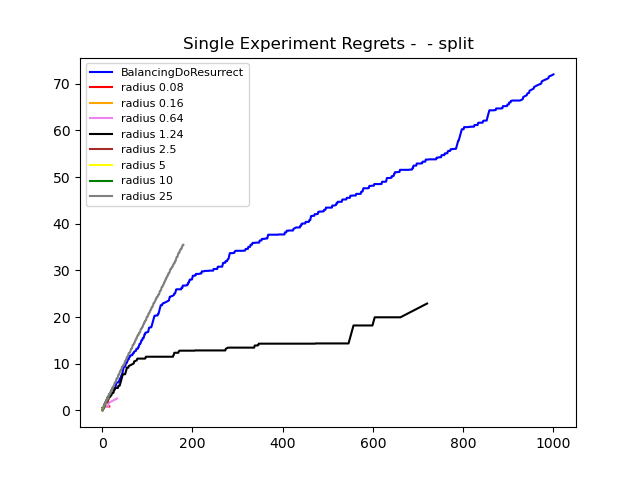 Single Experiment Regrets -  - split
BalancingDoResurrect
radius 0.08
radius 0.16
radius 0.64
radius 1.24
radius 2.5
radius 5
radius 10
radius 25
70
60
50
40
30
20
10
0
0 200 400 600 800 1000